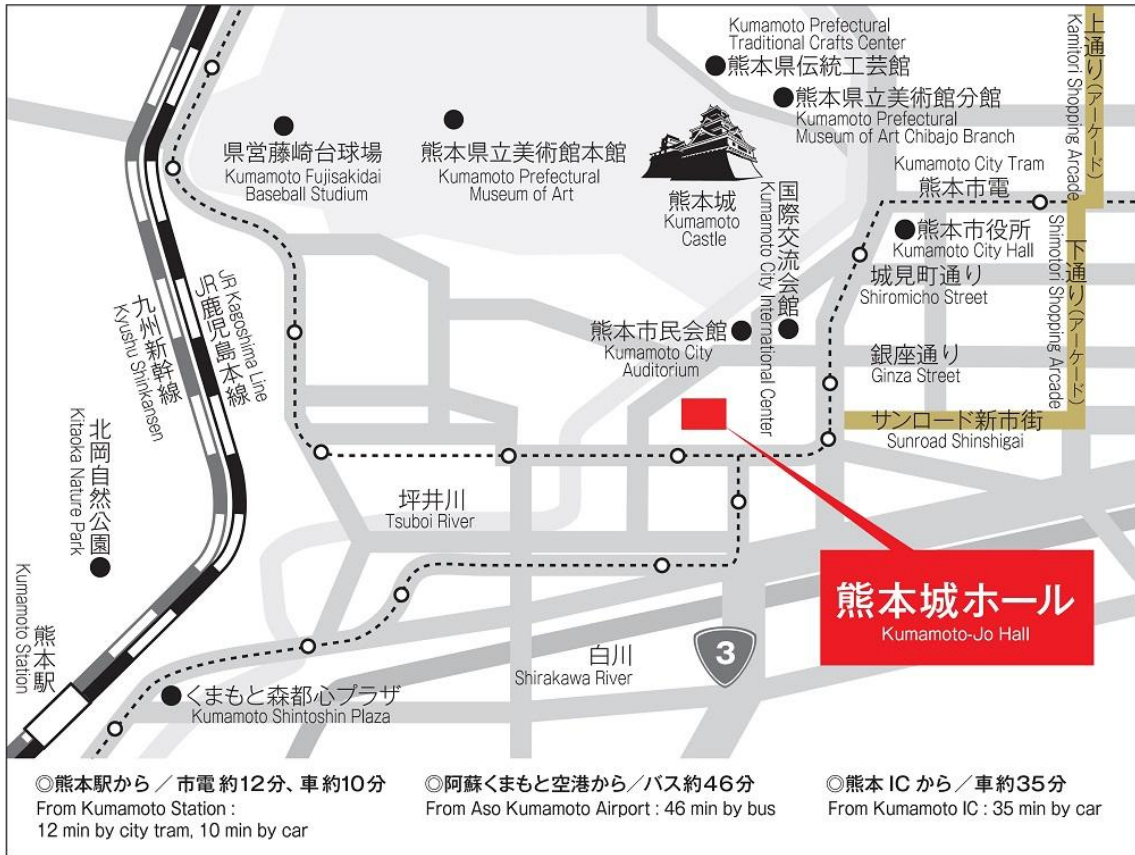 Kumamoto Prefectural
Traditional Crafts Center
熊本県伝統工芸館
熊本県立美術館分館
Kumamoto Prefectural
Museum of Art Chibajo Branch
上通り(アーケード)
Kamitori Shopping Arcade
県営藤崎台球場
Kumamoto Fujisakidai
Baseball Studium
熊本県立美術館本館
Kumamoto Prefectural
Museum of Art
熊本城
Kumamoto
Castle
国際交流会館
Kumamoto City International Center
Kumamoto City Tram
熊本市電
熊本市役所
Kumamoto City Hall
城見町通り
Shiromicho Street
下通り(アーケード)
Shimotori Shopping Arcade
熊本市民会館
Kumamoto City
Auditorium
銀座通り
Ginza Street
サンロード新市街
Sunroad Shinshigai
JR Kagoshima Line
JR鹿児島本線
九州新幹線
Kyushu Shinkansen
北岡自然公園
Kitaoka Nature Park
坪井川
Tsuboi River
熊本城ホール
Kumamoto-Jo Hall
熊本駅
Kumamoto Station
白川
Shirakawa River
3
くまもと森都心プラザ
Kumamoto Shintoshin Plaza
◎熊本駅から／市電約12分、車約10分
From Kumamoto Station :
12 min by city tram, 10 min by car
◎阿蘇くまもと空港から／バス約46分
From Aso Kumamoto Airport : 46 min by bus
◎熊本 IC から／車約35分
From Kumamoto IC : 35 min by car